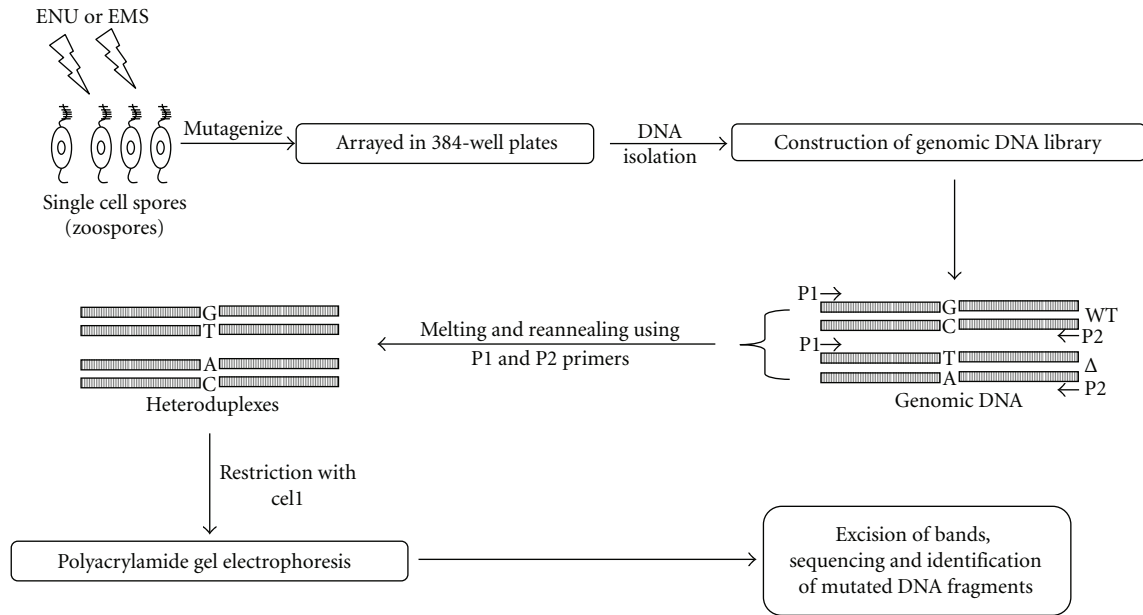 ENU or EMS
Single cell spores
(zoospores)
Mutagenize
Arrayed in 384-well plates
DNA
isolation
Construction of genomic DNA library
P1
G
C
WT
P2
P1
T
A
Δ
P2
Genomic DNA
Melting and reannealing using
P1 and P2 primers
G
T
A
C
Heteroduplexes
Restriction with
cel1
Polyacrylamide gel electrophoresis
Excision of bands,
sequencing and identification
of mutated DNA fragments